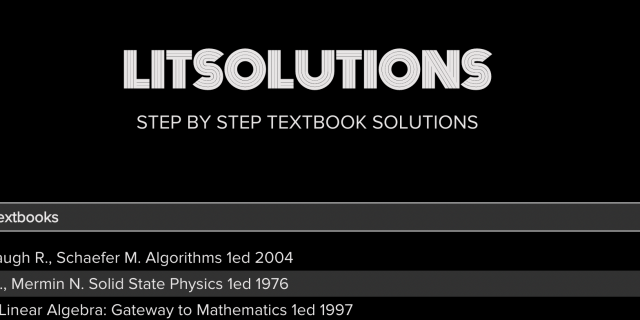 LITSOLUTIONS
STEP BY STEP TEXTBOOK SOLUTIONS
extbooks
augh R., Schaefer M. Algorithms 1ed 2004
., Mermin N. Solid State Physics 1ed 1976
Linear Algebra: Gateway to Mathematics 1ed 1997